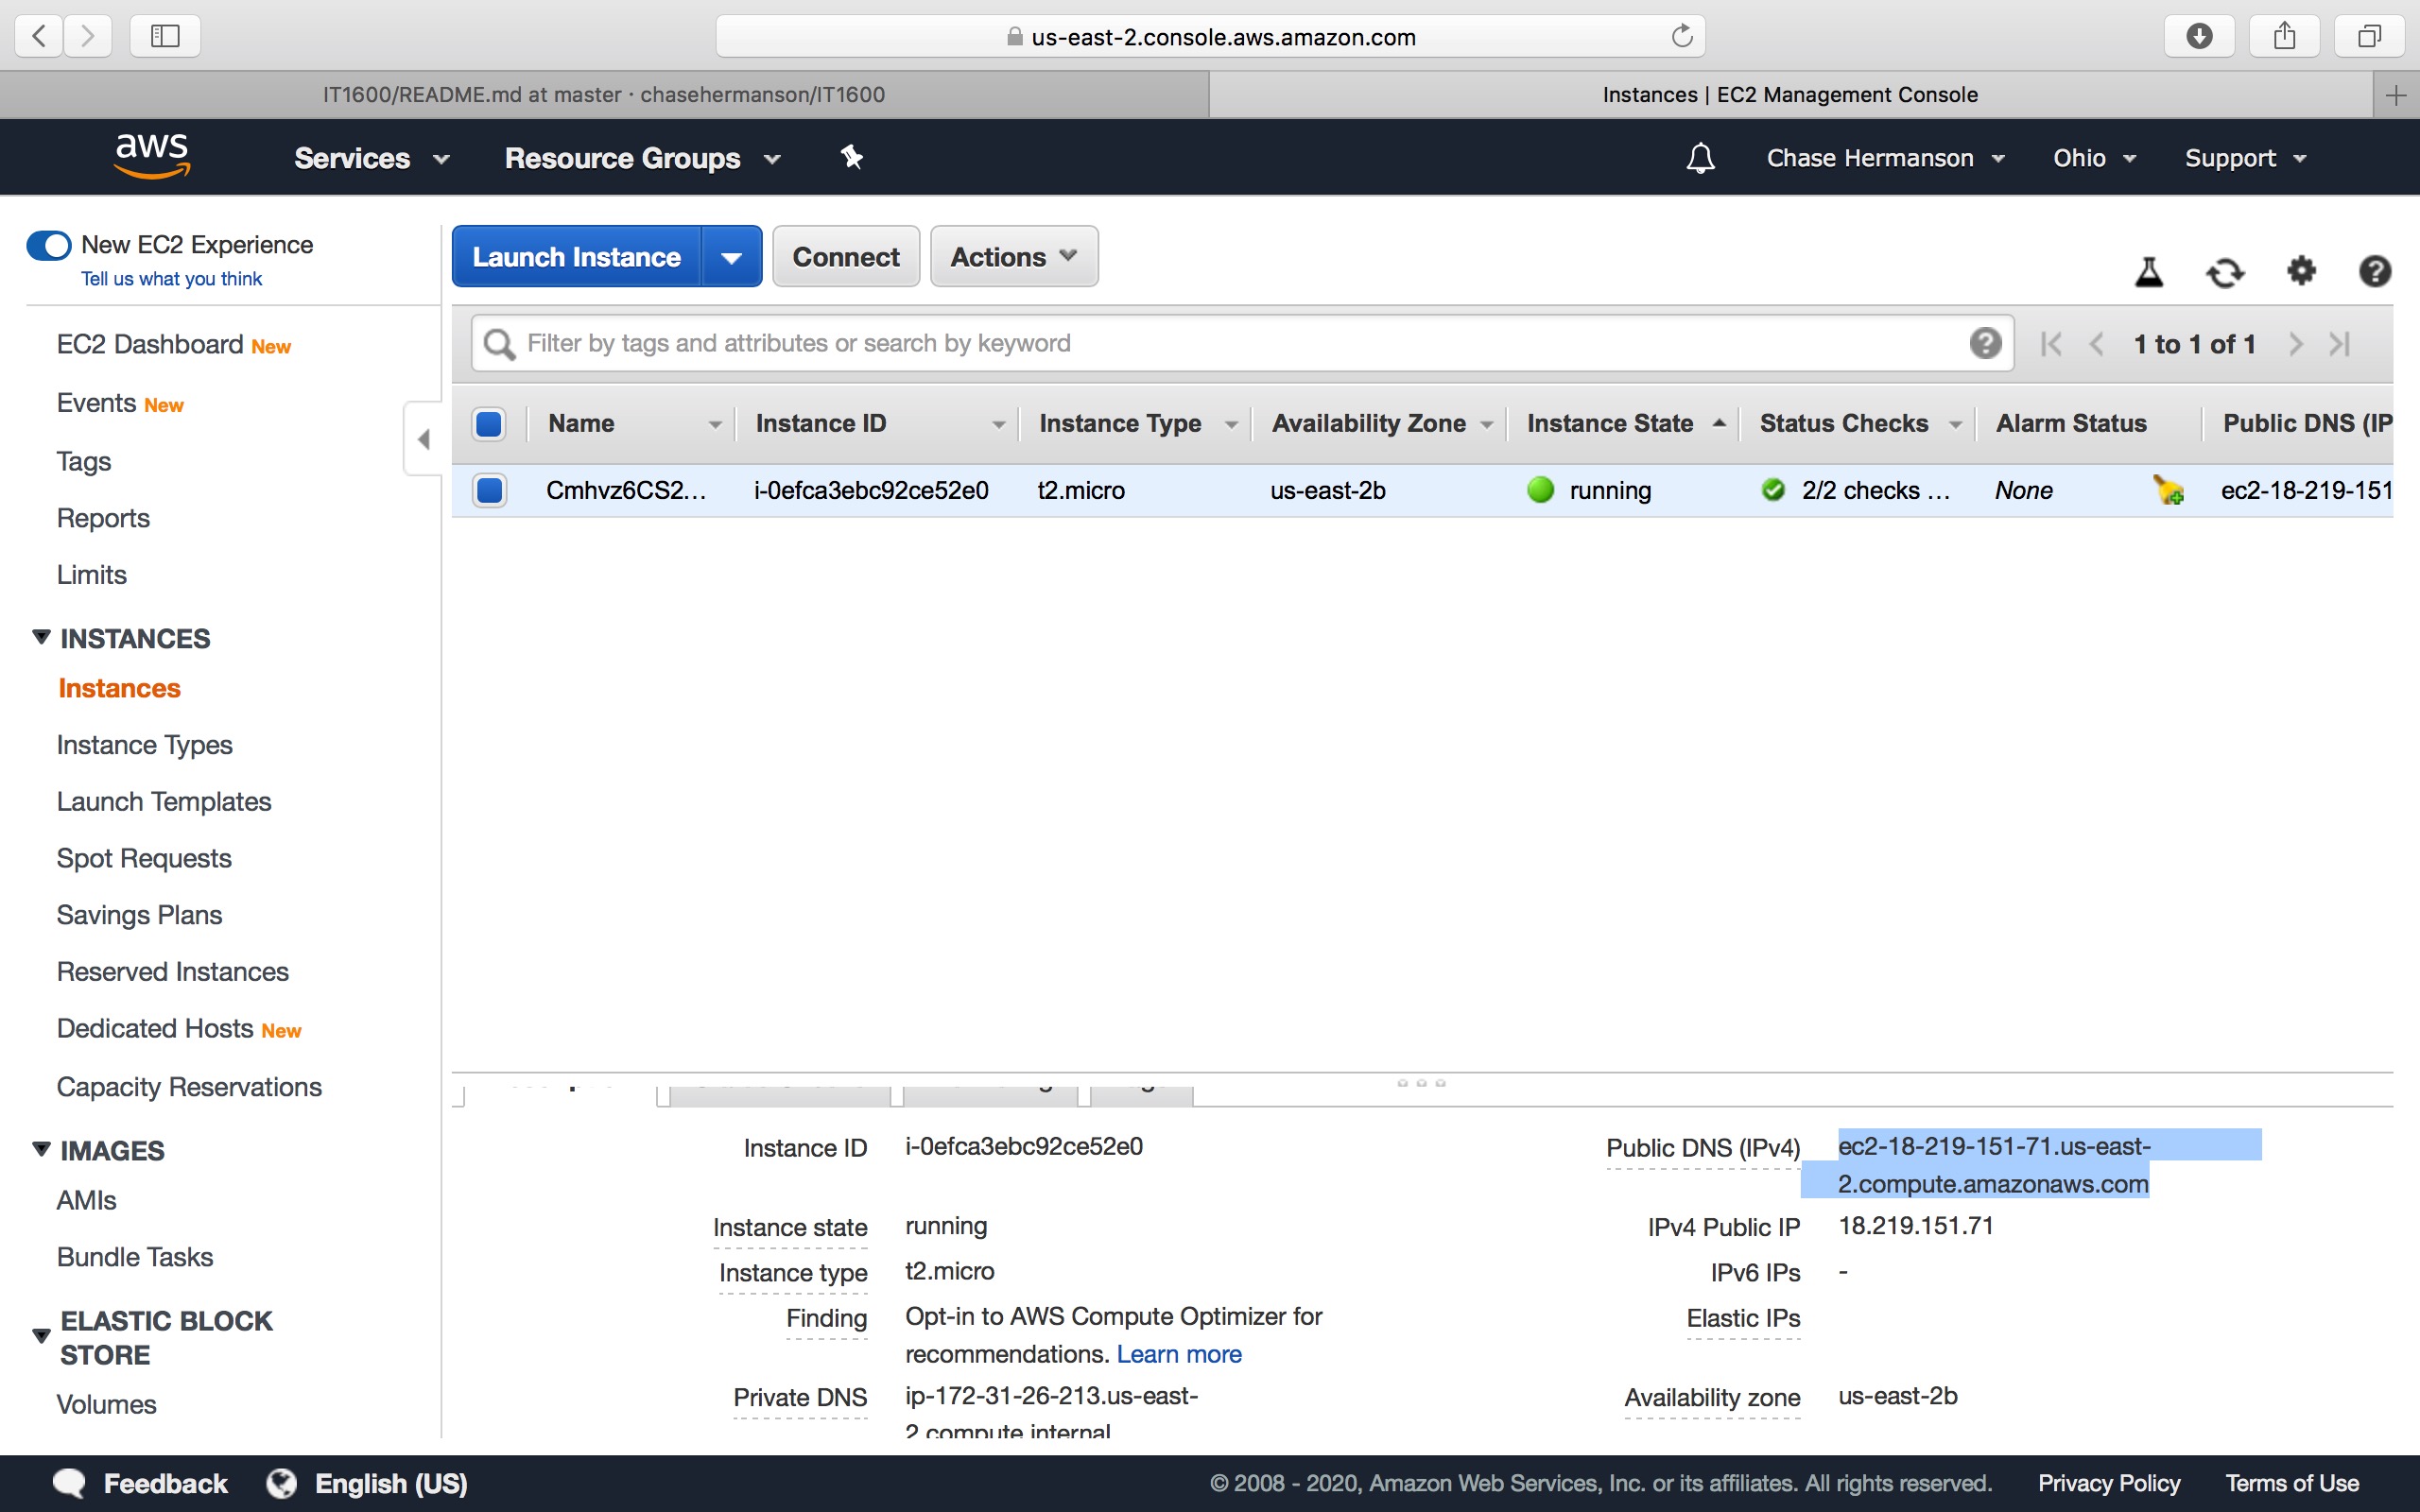 us-east-2.console.aws.amazon.com
IT1600/README.md at master · chasehermanson/IT1600
Instances | EC2 Management Console
aws
Services
Resource Groups
Chase Hermanson
Ohio
Support
New EC2 Experience
Tell us what you think
EC2 Dashboard New
Events New
Tags
Reports
Limits
INSTANCES
Instances
Instance Types
Launch Templates
Spot Requests
Savings Plans
Reserved Instances
Dedicated Hosts New
Capacity Reservations
IMAGES
AMIs
Bundle Tasks
ELASTIC BLOCK
STORE
Volumes
Launch Instance
Connect
Actions
Filter by tags and attributes or search by keyword
1 to 1 of 1
Name
Instance ID
Instance Type
Availability Zone
Instance State
Status Checks
Alarm Status
Public DNS (IP
Cmhvz6CS2...
i-0efca3ebc92ce52e0
t2.micro
us-east-2b
running
2/2 checks ...
None
ec2-18-219-151
Instance ID
i-0efca3ebc92ce52e0
Instance state
running
Instance type
t2.micro
Finding
Opt-in to AWS Compute Optimizer for
recommendations. Learn more
Private DNS
ip-172-31-26-213.us-east-
2.compute.internal
Public DNS (IPv4)
ec2-18-219-151-71.us-east-
2.compute.amazonaws.com
IPv4 Public IP
18.219.151.71
IPv6 IPs
-
Elastic IPs
Availability zone
us-east-2b
Feedback
English (US)
© 2008 - 2020, Amazon Web Services, Inc. or its affiliates. All rights reserved.
Privacy Policy
Terms of Use